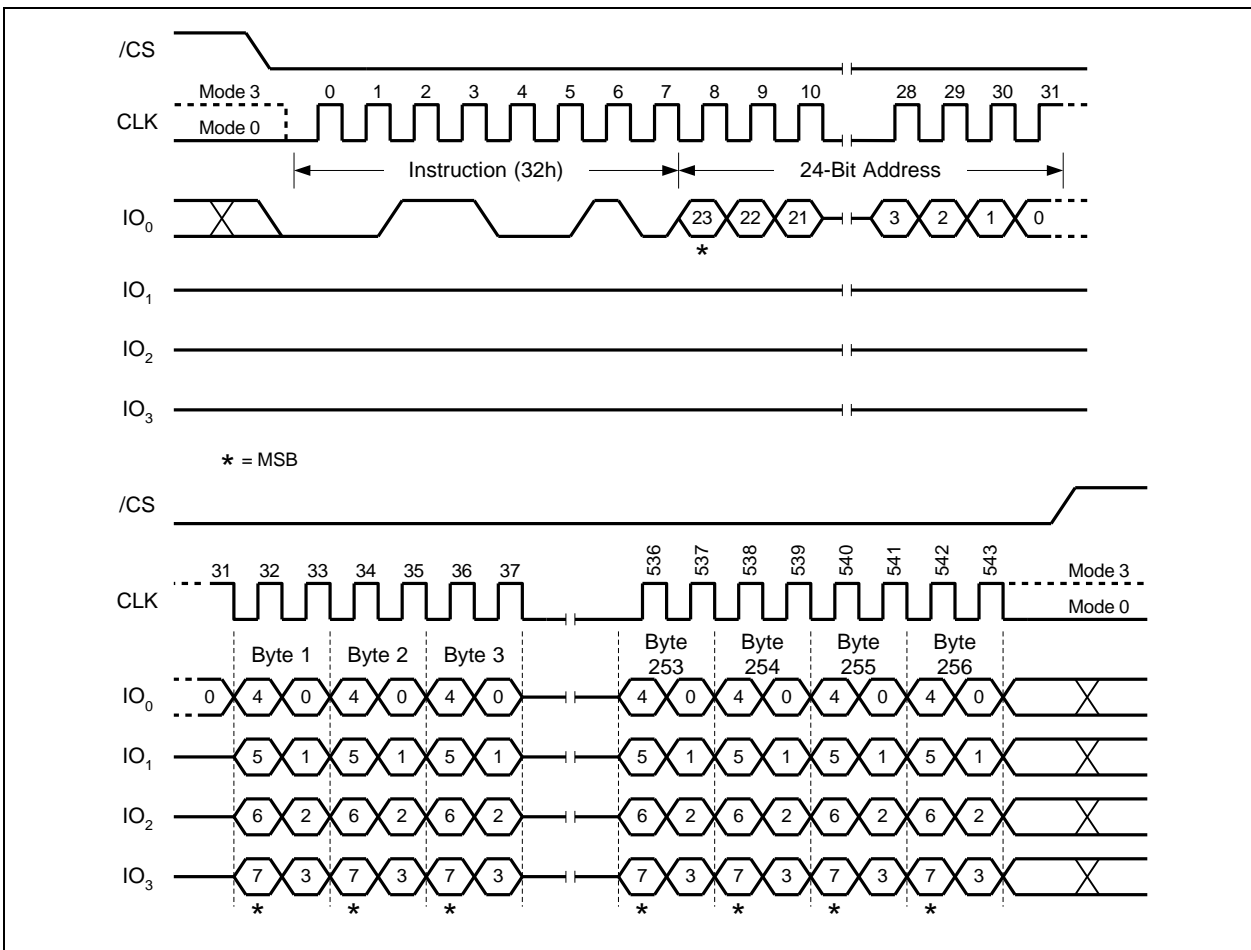 /CS
Mode 3 0 1 2 3 4 5 6 7 8 9 10 28 29 30 31
CLK
Mode 0
Instruction (32h) 24-Bit Address
IO0 23 22 21 3 2 1 0
*
IO1
IO2
IO3
* = MSB
/CS
31 32 33 34 35 36 37 536 537 538 539 540 541 542 543 Mode 3
CLK
Mode 0
Byte 1 Byte 2 Byte 3 Byte 253 Byte 254 Byte 255 Byte 256
IO0 0 4 0 4 0 4 0 4 0 4 0 4 0 4 0
IO1 5 1 5 1 5 1 5 1 5 1 5 1 5 1
IO2 6 2 6 2 6 2 6 2 6 2 6 2 6 2
IO3 7 3 7 3 7 3 7 3 7 3 7 3 7 3
* * * * * * *